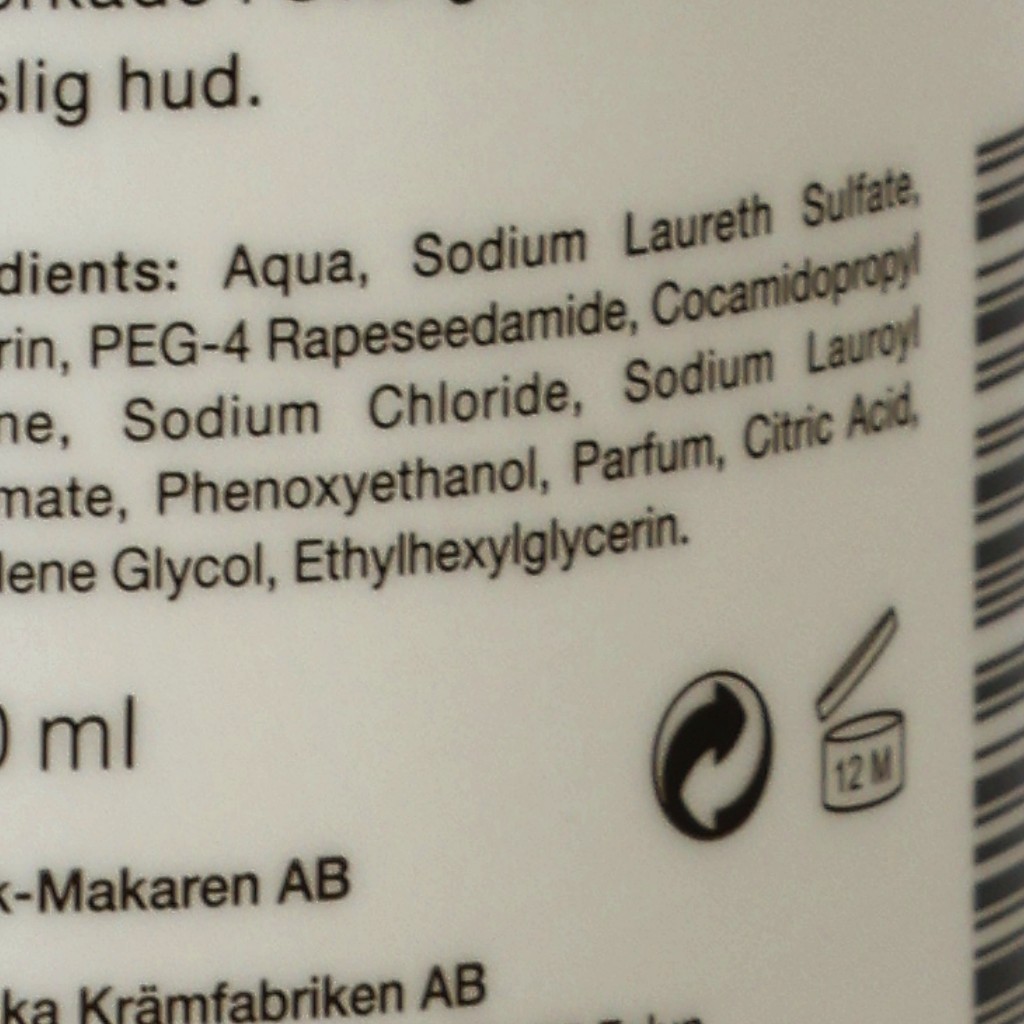 slig hud.
dients: Aqua, Sodium Laureth Sulfate,
rin, PEG-4 Rapeseedamide, Cocamidopropyl
ne, Sodium Chloride, Sodium Lauroyl
mate, Phenoxyethanol, Parfum, Citric Acid,
lene Glycol, Ethylhexylglycerin.
0 ml
12 M
k-Makaren AB
ka Krämfabriken AB